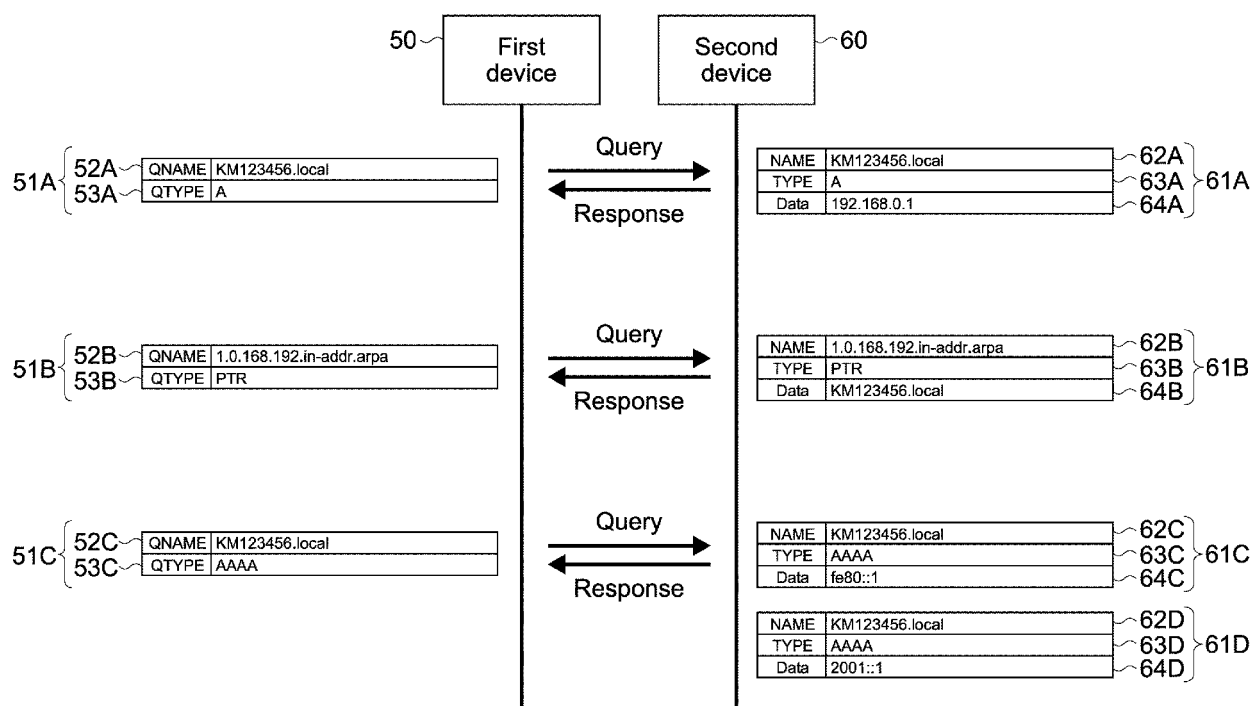 50
First
device
Second
device
60
51A
52A
QNAME KM123456.local
53A
QTYPE A
Query
Response
NAME KM123456.local
62A
TYPE A
63A
Data 192.168.0.1
64A
61A
51B
52B
QNAME 1.0.168.192.in-addr.arpa
53B
QTYPE PTR
Query
Response
NAME 1.0.168.192.in-addr.arpa
62B
TYPE PTR
63B
Data KM123456.local
64B
61B
51C
52C
QNAME KM123456.local
53C
QTYPE AAAA
Query
Response
NAME KM123456.local
62C
TYPE AAAA
63C
Data fe80::1
64C
61C
NAME KM123456.local
62D
TYPE AAAA
63D
Data 2001::1
64D
61D